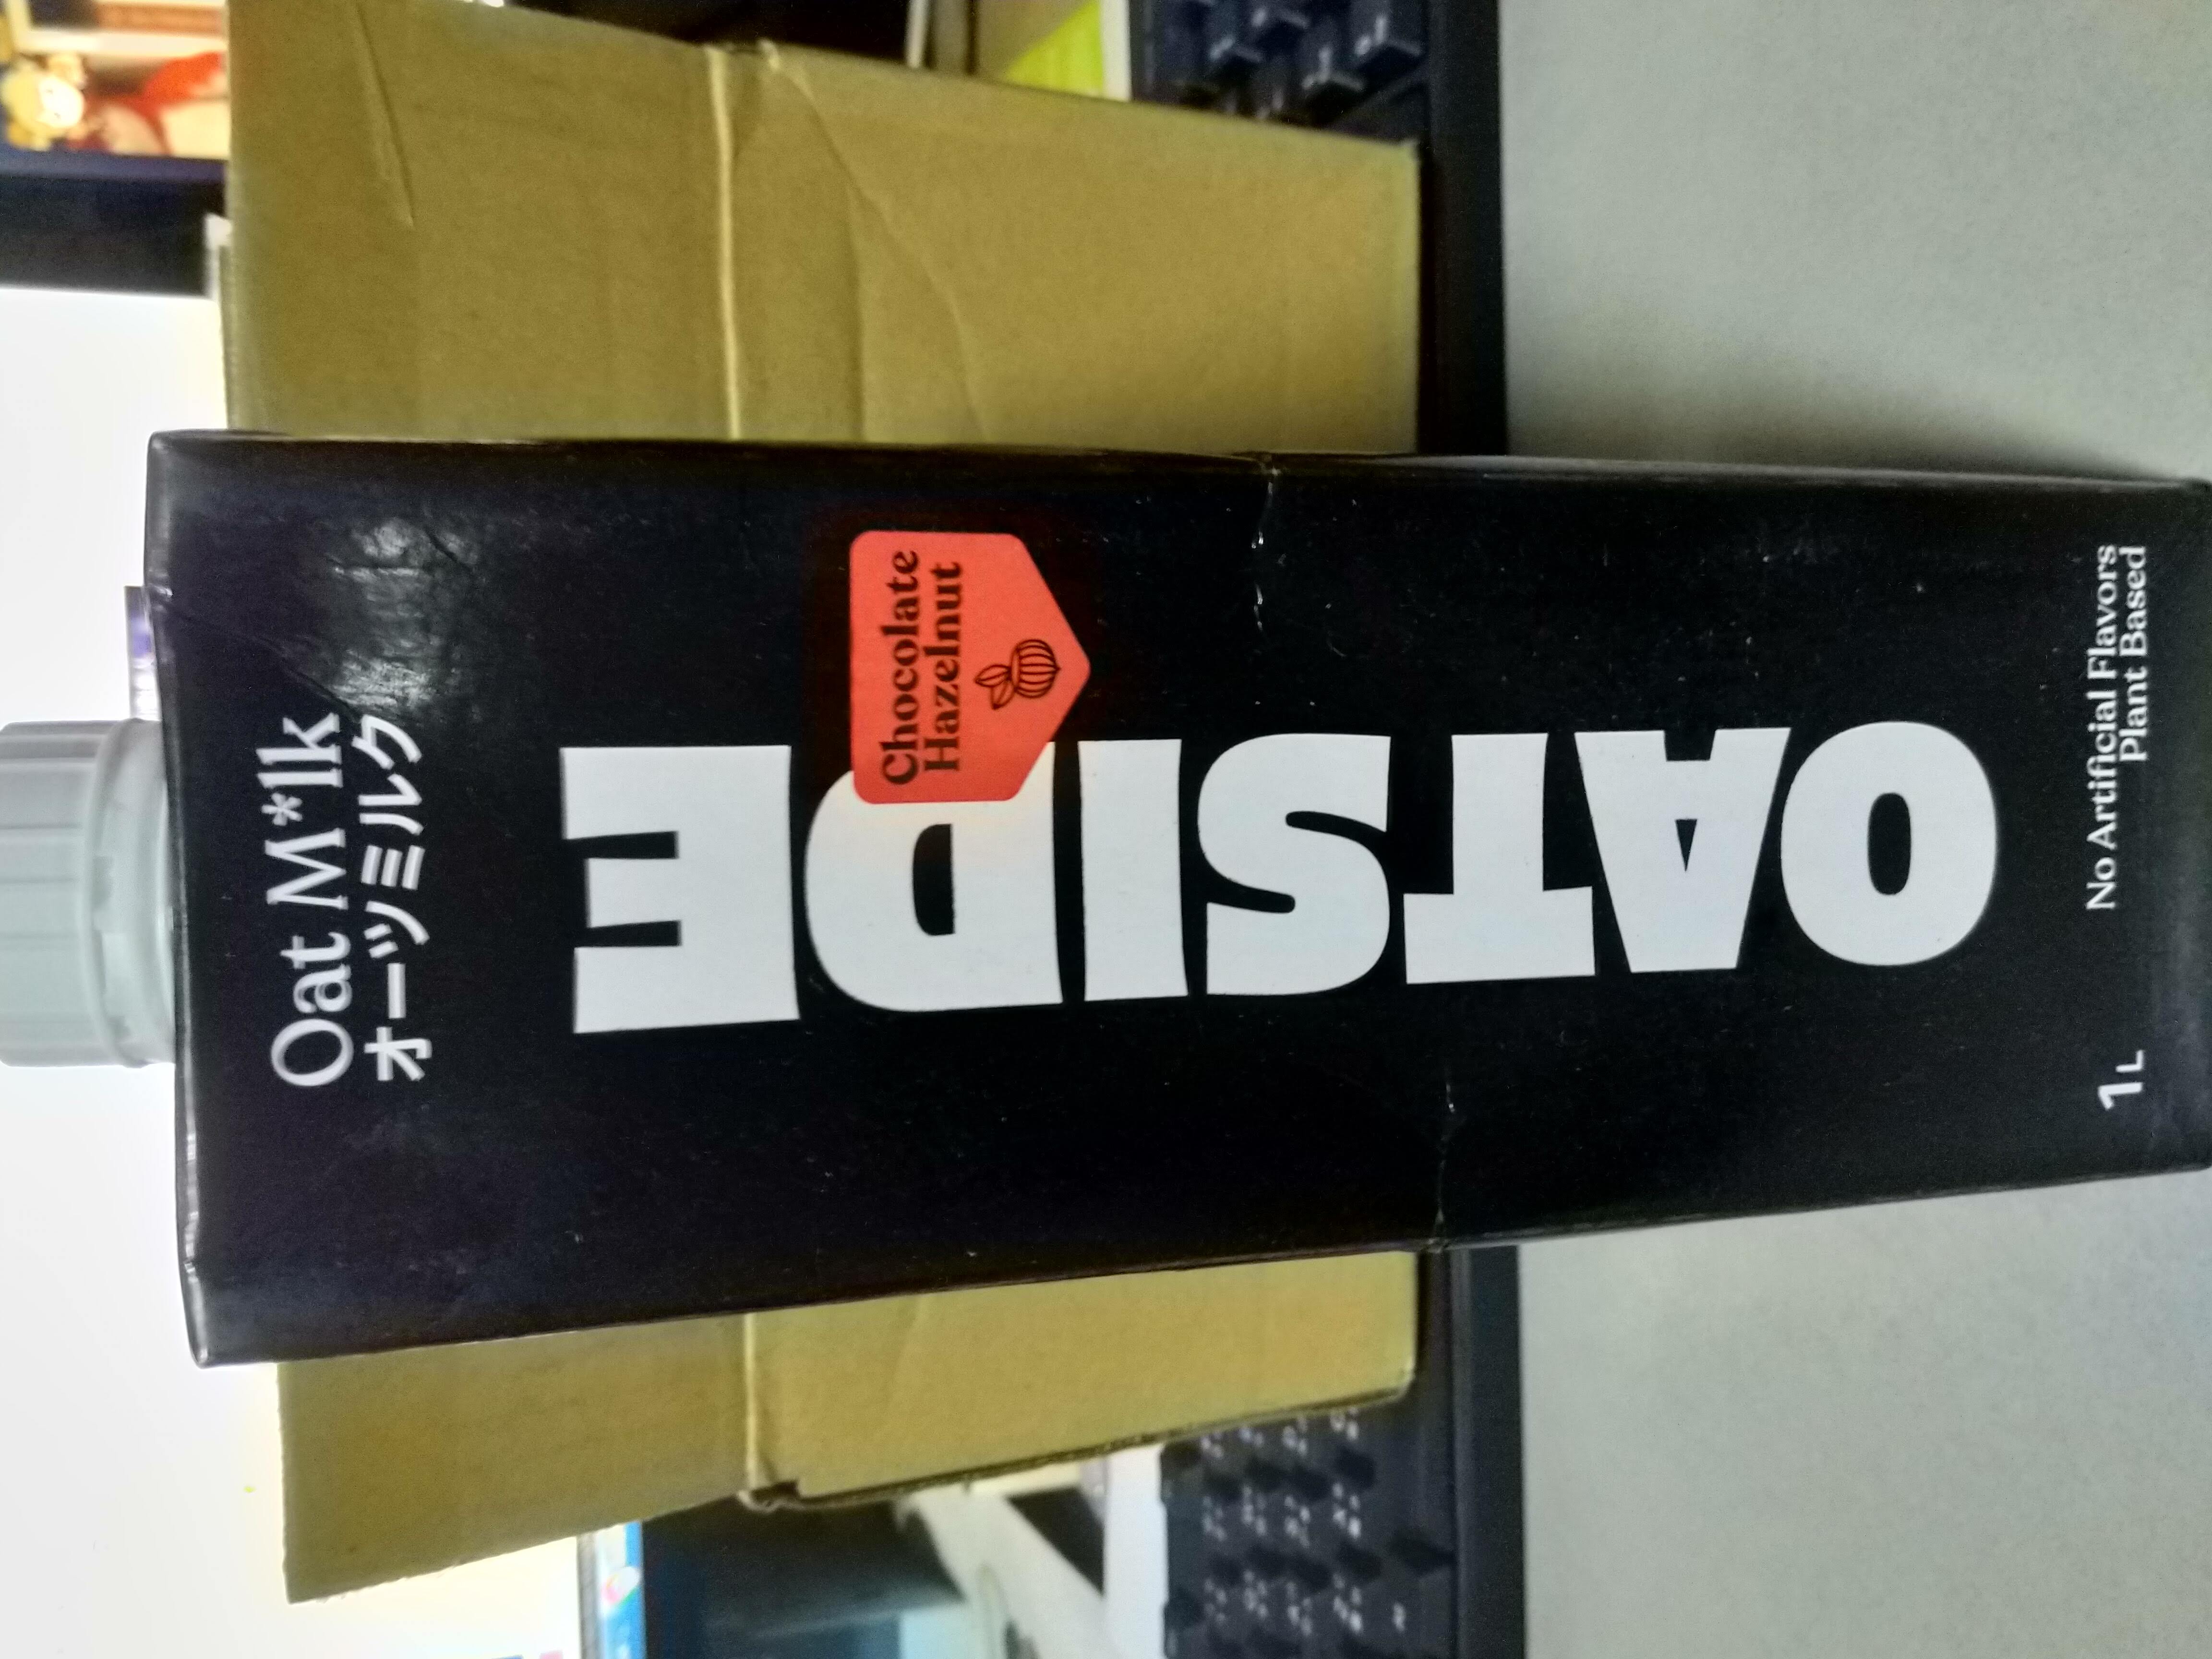 Oat M*lk
オーツミルク
OATSIDE
Chocolate
Hazelnut
1L
No Artificial Flavors
Plant Based